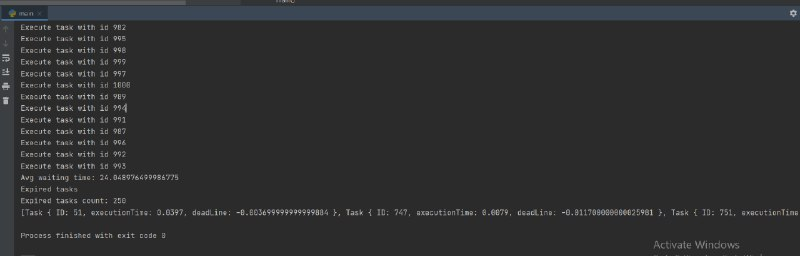 main
Execute task with id 982
Execute task with id 995
Execute task with id 998
Execute task with id 999
Execute task with id 997
Execute task with id 1000
Execute task with id 989
Execute task with id 994
Execute task with id 991
Execute task with id 987
Execute task with id 996
Execute task with id 992
Execute task with id 993
Avg waiting time: 24.048976499986775
Expired tasks
Expired tasks count: 250
[Task { ID: 51, executionTime: 0.0397, deadLine: -0.003699999999999884 }, Task { ID: 747, executionTime: 0.0079, deadLine: -0.011700000000025981 }, Task { ID: 751, executionTime
Process finished with exit code 0
Activate Windows